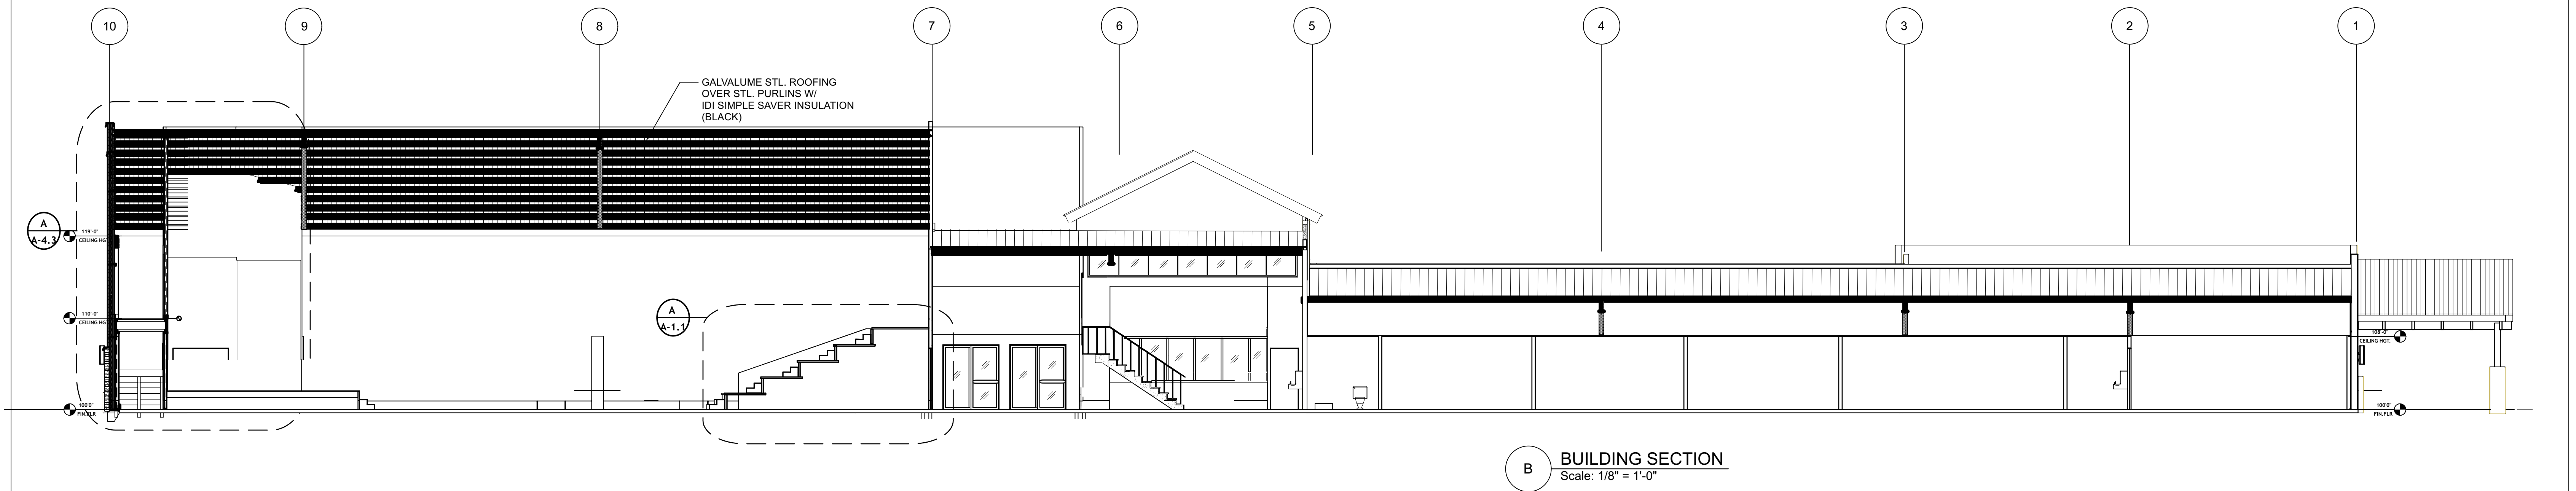 10
9
8
7
6
5
4
3
2
1
GALVALUME STL. ROOFING
OVER STL. PURLINS W/
IDI SIMPLE SAVER INSULATION
(BLACK)
A
A-4.3
119'-0"
CEILING HGT
110'-0"
CEILING HGT
A
A-1.1
108'-0"
CEILING HGT.
100'0"
FIN.FLR
100'0"
FIN.FLR
B
BUILDING SECTION
Scale: 1/8" = 1'-0"